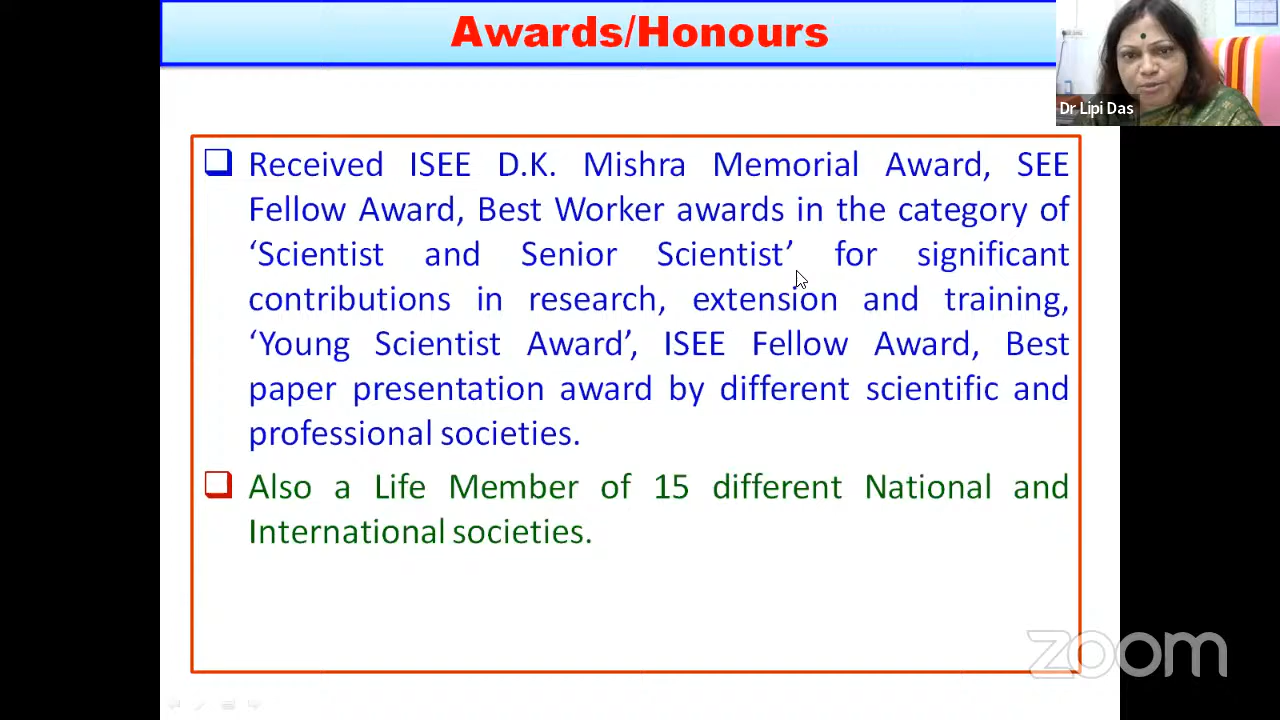 Awards/Honours
Dr Lipi Das
Received ISEE D.K. Mishra Memorial Award, SEE
Fellow Award, Best Worker awards in the category of
‘Scientist and Senior Scientist’ for significant
contributions in research, extension and training,
‘Young Scientist Award’, ISEE Fellow Award, Best
paper presentation award by different scientific and
professional societies.
Also a Life Member of 15 different National and
International societies.
zoom